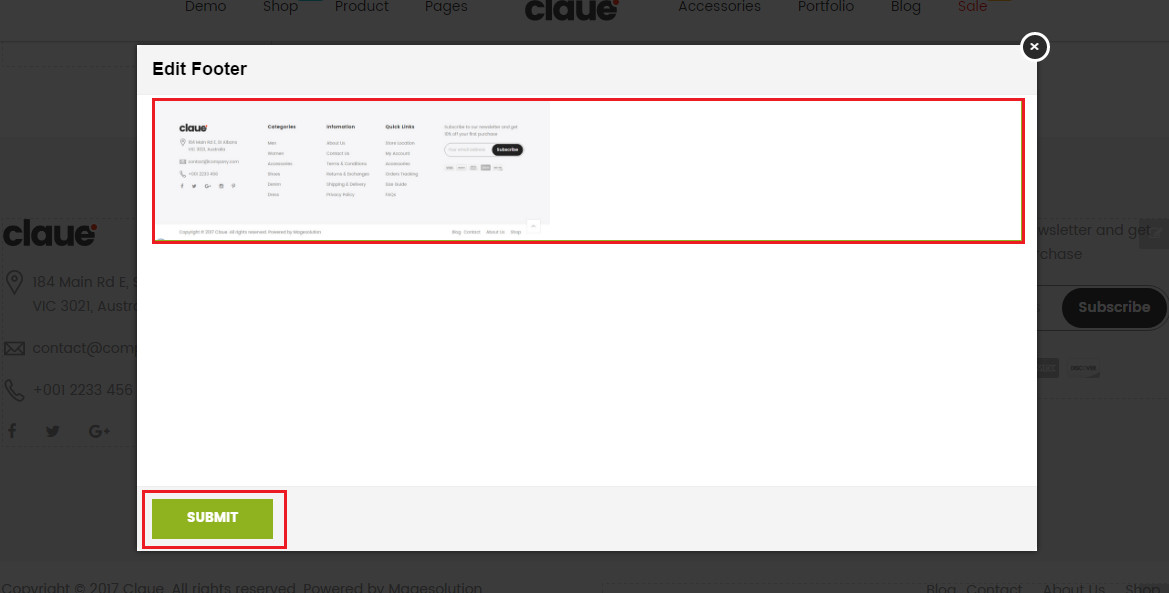 Demo Shop Product Pages claue Accessories Portfolio Blog Sale
Edit Footer
claue
184 Main Rd E, St Albans
VIC 3021, Australia
contact@company.com
+001 2233 456
Categories
Men
Women
Accessories
Shoes
Denim
Dress
Infomation
About Us
Contact Us
Terms & Conditions
Returns & Exchanges
Shipping & Delivery
Privacy Policy
Quick Links
Store Location
My Account
Accessories
Orders Tracking
Size Guide
FAQs
Subscribe to our newsletter and get
10% off your first purchase
Your email address Subscribe
Copyright © 2017 Claue. All rights reserved. Powered by Magesolution.
Blog Contact About Us Shop
claue
184 Main Rd E,
VIC 3021, Austr
contact@com
+001 2233 456
G+
wsletter and get
chase
Subscribe
SUBMIT
Copyright © 2017 Claue. All rights reserved. Powered by Magesolution.
Blog Contact About Us Shop